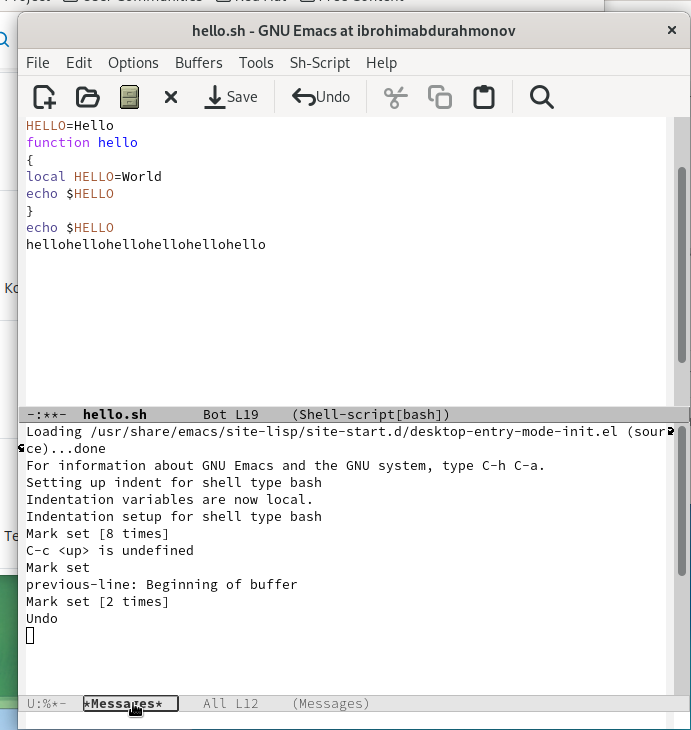 hello.sh - GNU Emacs at ibrohimabdurahmonov
File Edit Options Buffers Tools Sh-Script Help
Save Undo
HELLO=Hello
function hello
{
local HELLO=World
echo $HELLO
}
echo $HELLO
hellohellohellohellohellohello
Ko
-:**- hello.sh Bot L19 (Shell-script[bash])
Loading /usr/share/emacs/site-lisp/site-start.d/desktop-entry-mode-init.el (sour
ce)...done
For information about GNU Emacs and the GNU system, type C-h C-a.
Setting up indent for shell type bash
Indentation variables are now local.
Indentation setup for shell type bash
Mark set [8 times]
C-c <up> is undefined
Mark set
previous-line: Beginning of buffer
Mark set [2 times]
Undo
Te
U:%*- *Messages* All L12 (Messages)